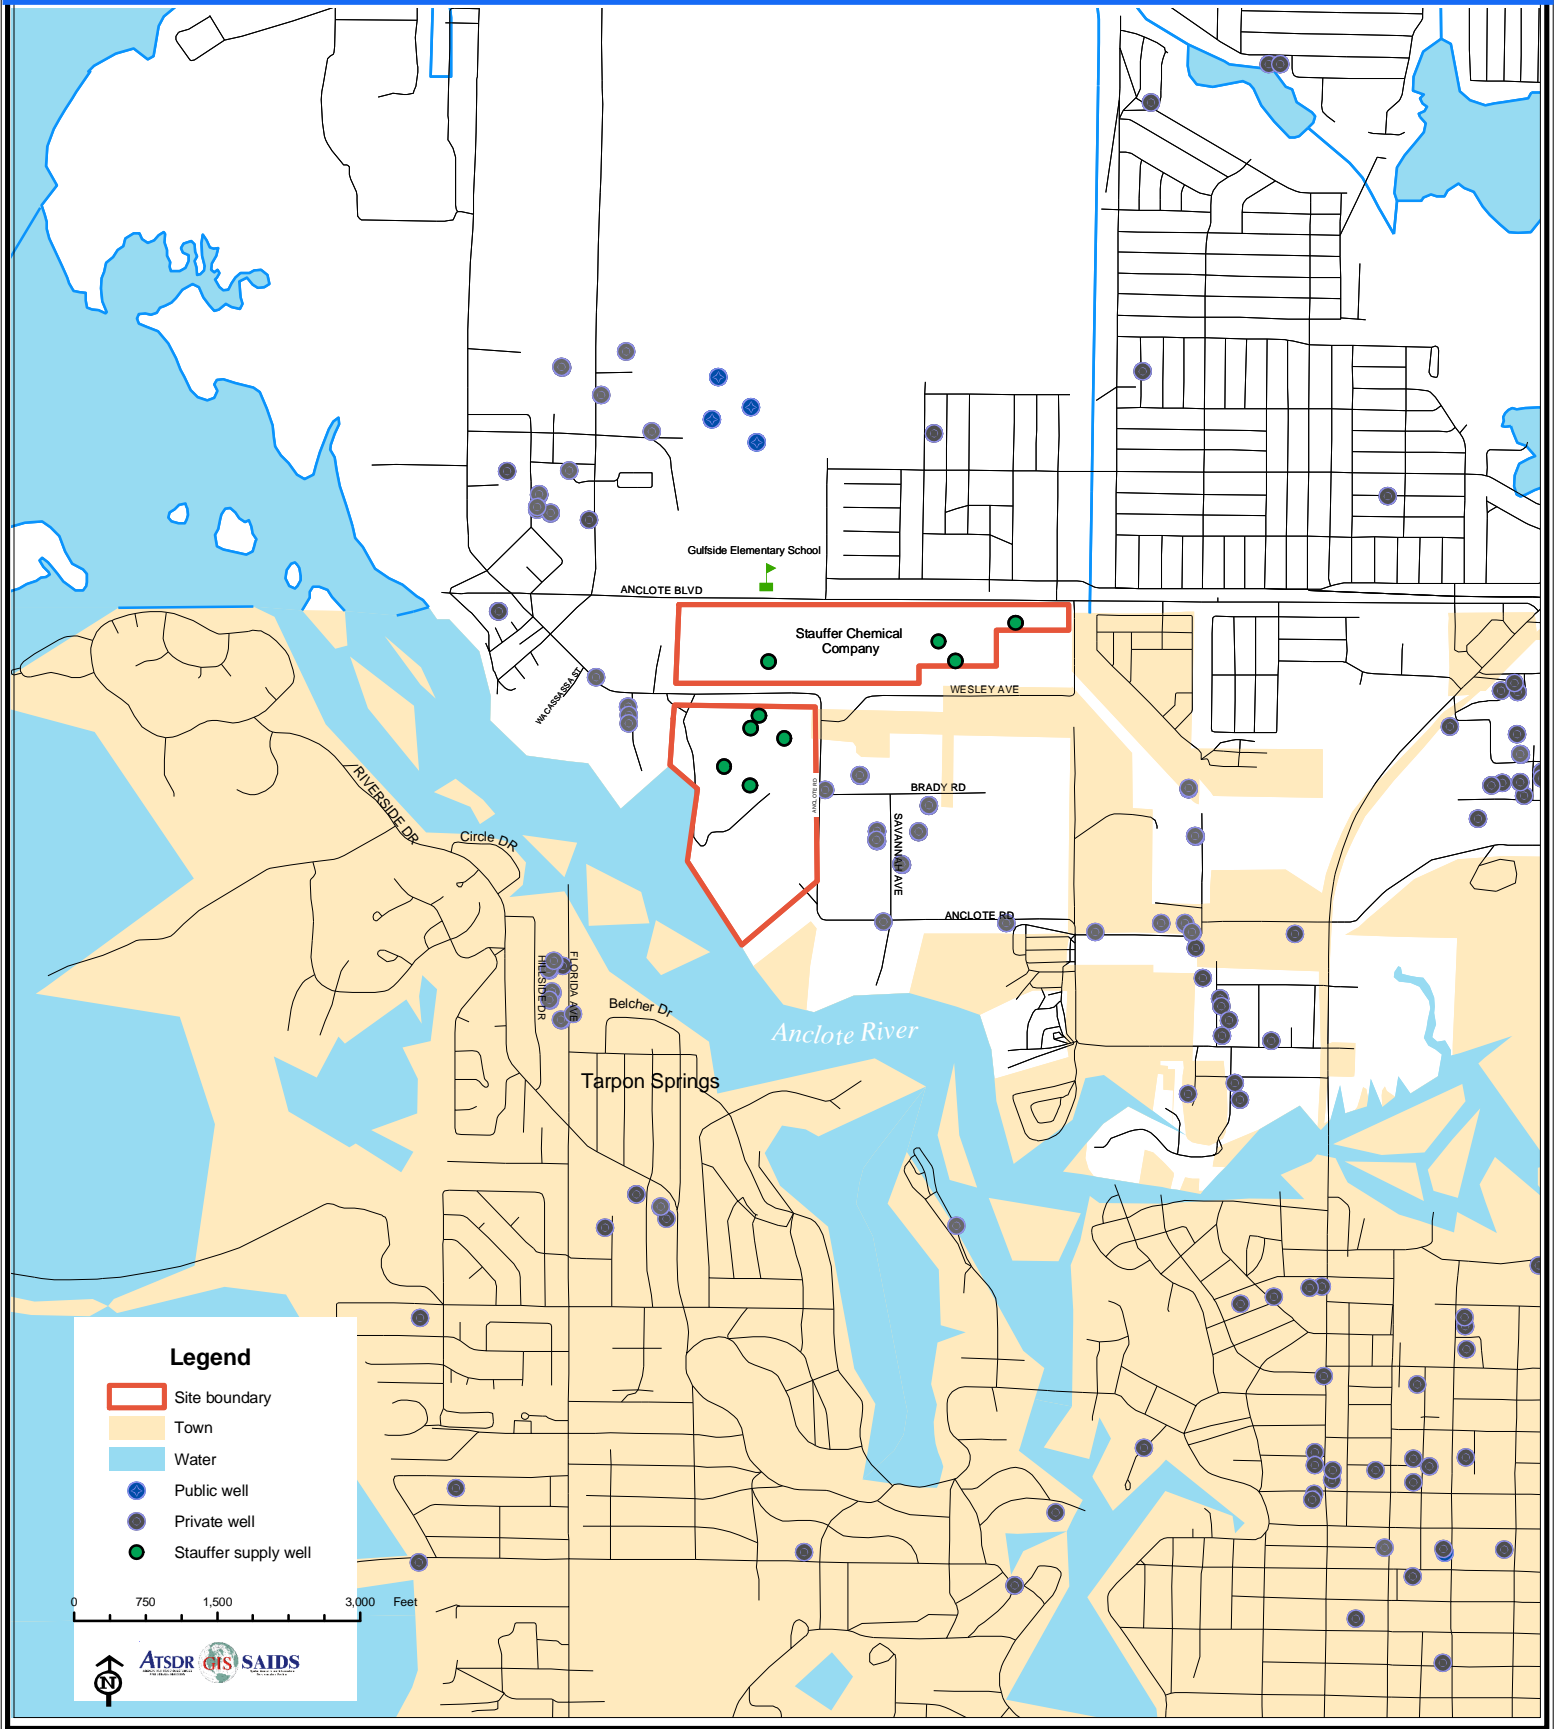 Gulfside Elementary School
ANCLOTE BLVD
Stauffer Chemical
Company
WESLEY AVE
WACASSASSA ST
RIVERSIDE DR
Circle DR
ANCLOTE RD
BRADY RD
SAVANNAH AVE
ANCLOTE RD
HILLSIDE DR
FLORIDA AVE
Belcher Dr
Anclote River
Tarpon Springs
Legend
Site boundary
Town
Water
Public well
Private well
Stauffer supply well
0 750 1,500 3,000 Feet
N
ATSDR GIS SAIDS